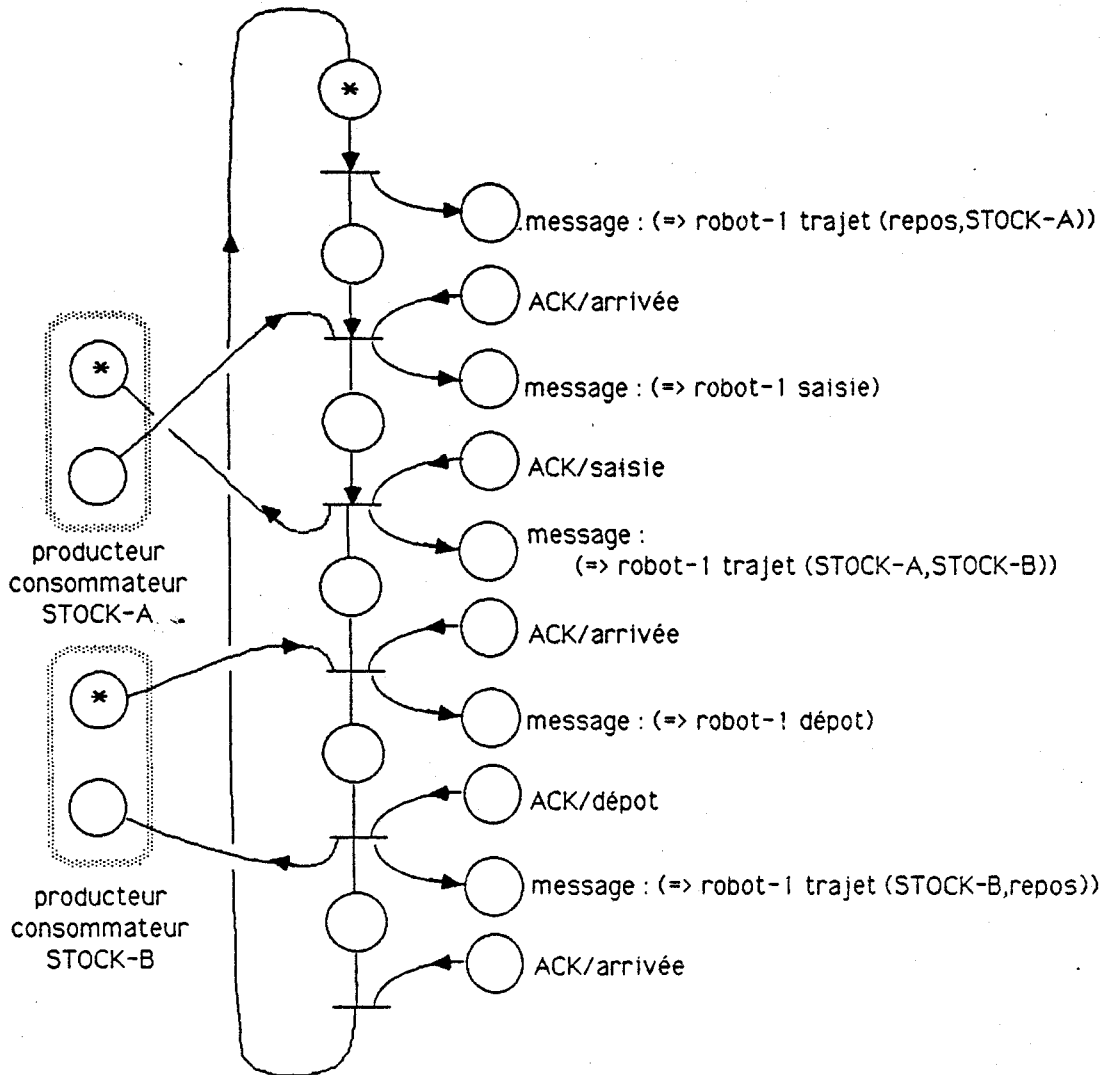 *
message : (=> robot-1 trajet (repos,STOCK-A))
ACK/arrivée
*
message : (=> robot-1 saisie)
ACK/saisie
producteur
consommateur
STOCK-A
message :
(=> robot-1 trajet (STOCK-A,STOCK-B))
ACK/arrivée
*
message : (=> robot-1 dépot)
ACK/dépot
message : (=> robot-1 trajet (STOCK-B,repos))
producteur
consommateur
STOCK-B
ACK/arrivée